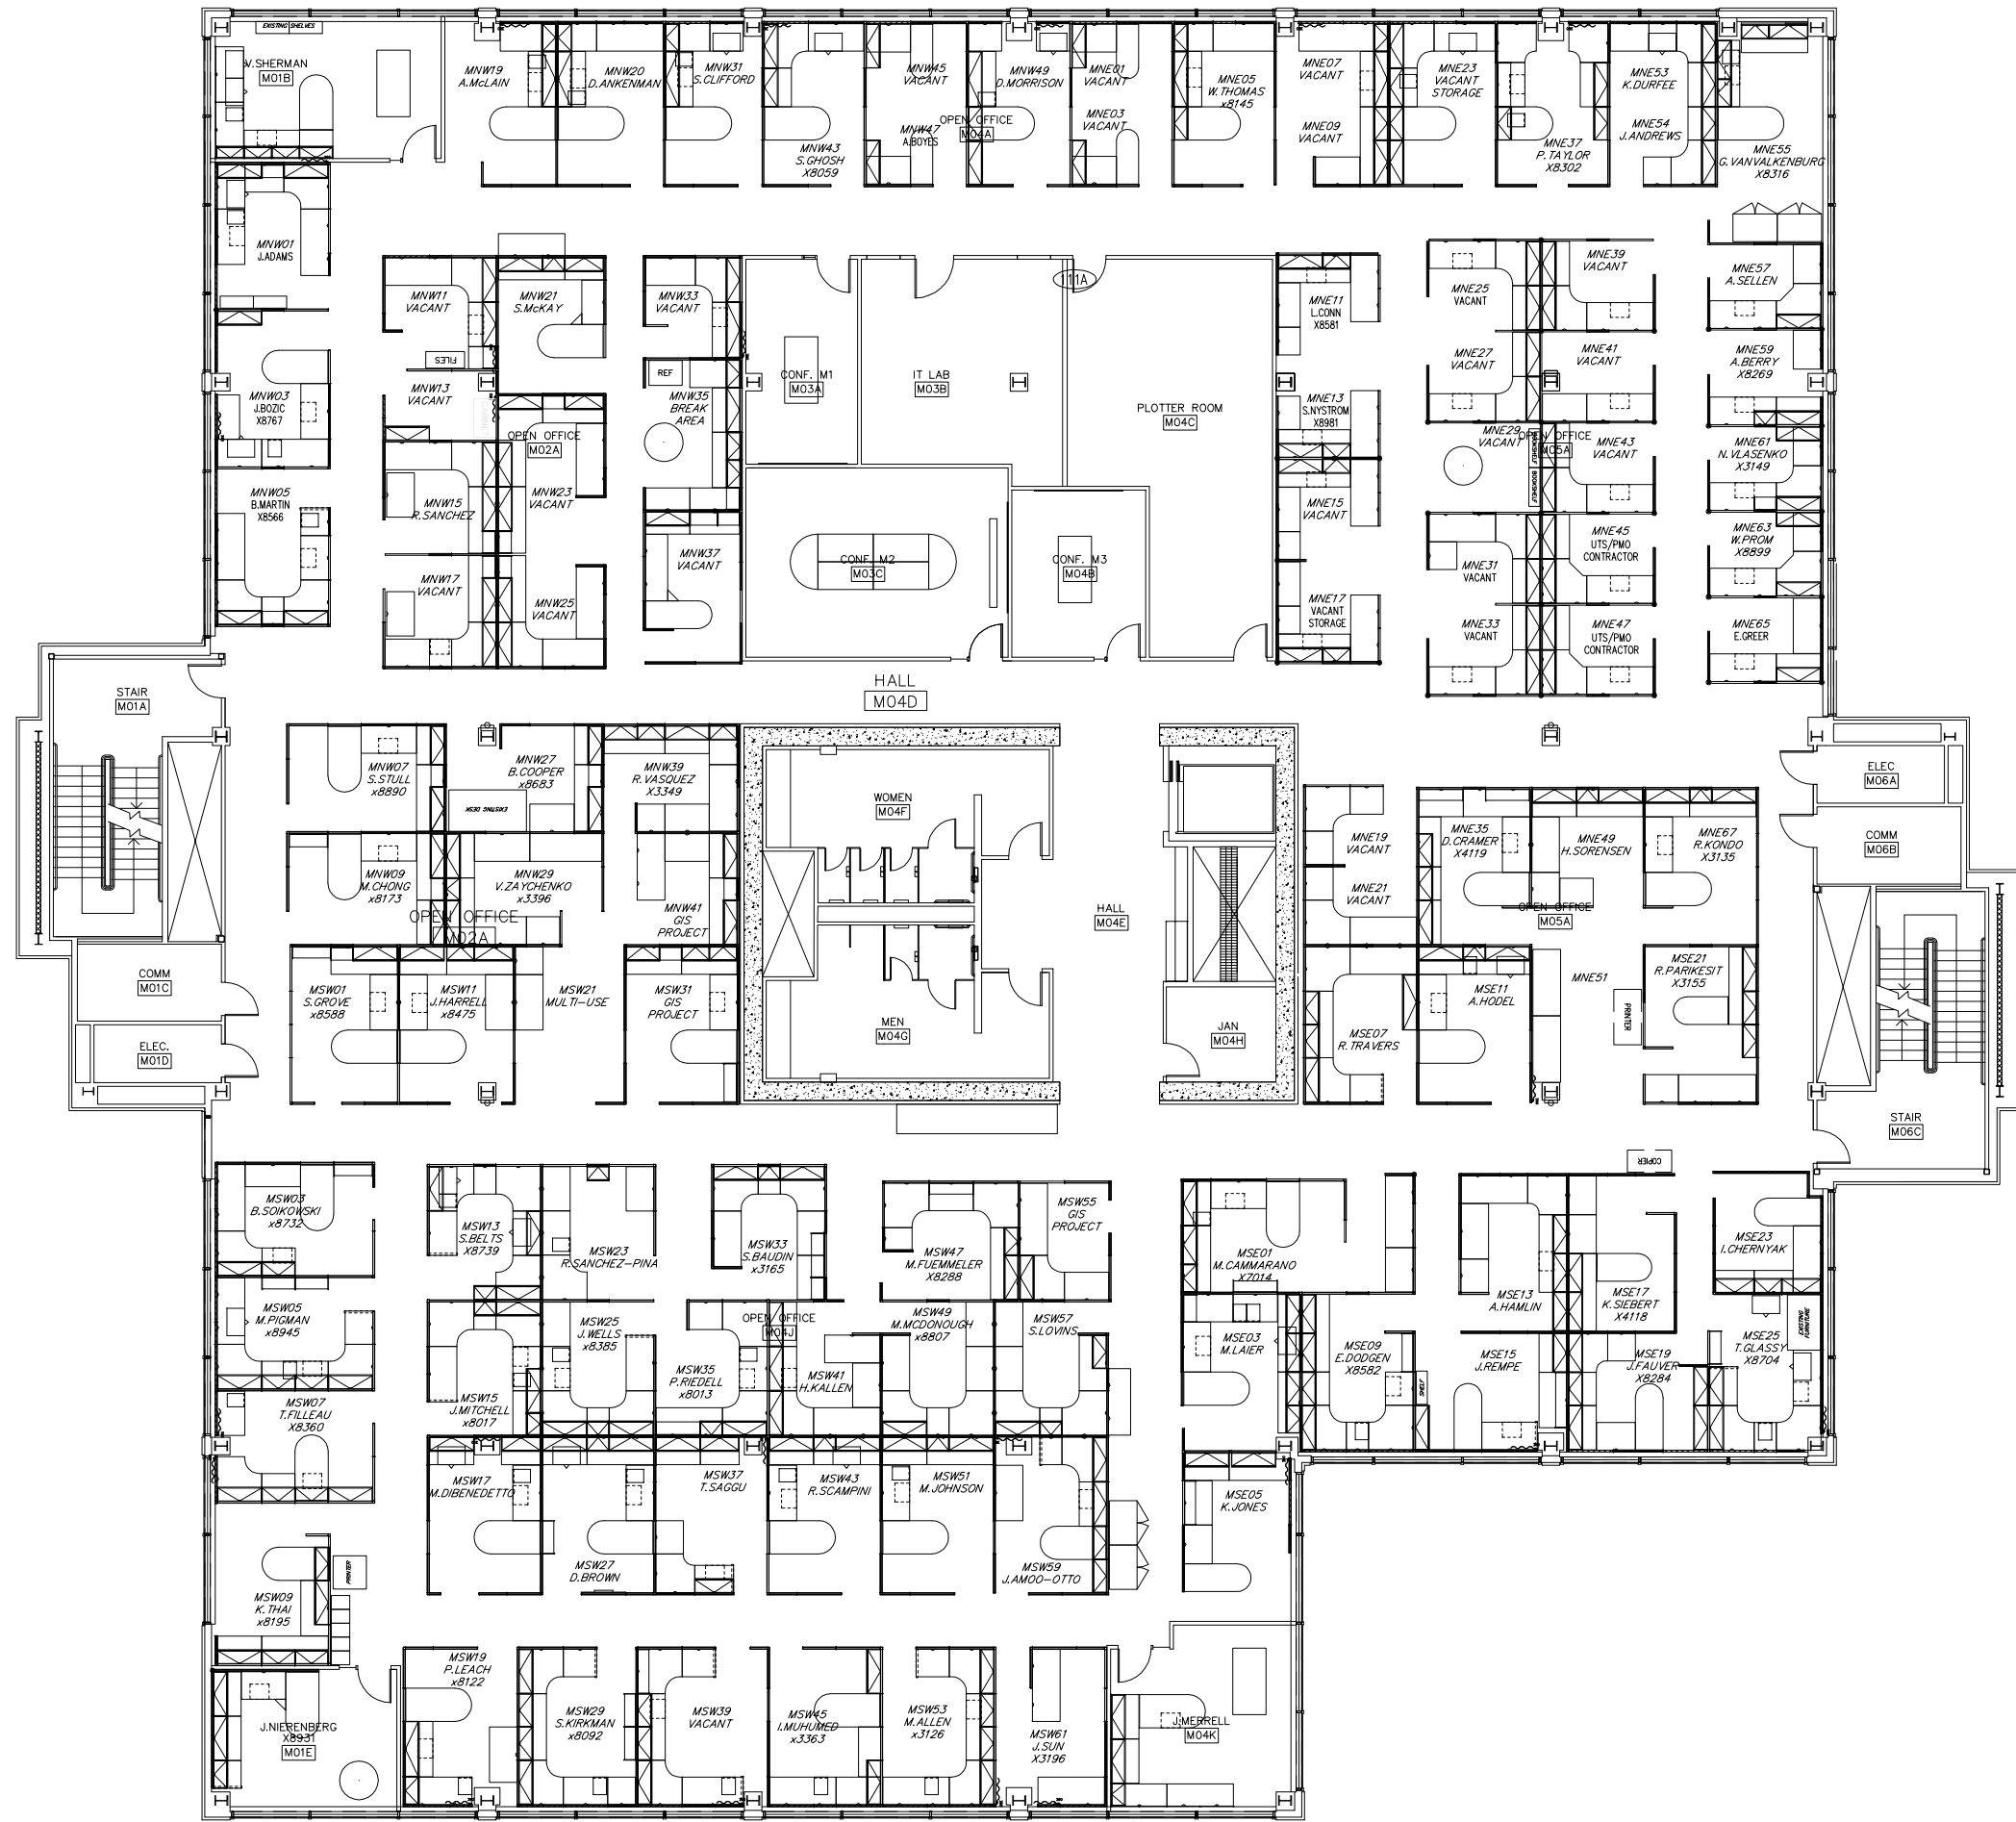 EXISTING SHELVES
V.SHERMAN
M01B
MNW19
A.McLAIN
MNW20
D.ANKENMAN
MNW31
S.CLIFFORD
MNW43
S.GHOSH
X8059
MNW45
VACANT
MNW47
A.BOYES
MNW49
D.MORRISON
OPEN OFFICE
M04A
MNE01
VACANT
MNE03
VACANT
MNE05
W.THOMAS
x8145
MNE07
VACANT
MNE09
VACANT
MNE23
VACANT
STORAGE
MNE37
P.TAYLOR
X8302
MNE53
K.DURFEE
MNE54
J.ANDREWS
MNE55
G.VANVALKENBURG
X8316
MNW01
J.ADAMS
MNW03
J.BOZIC
X8767
MNW05
B.MARTIN
X8566
MNW11
VACANT
FILES
MNW13
VACANT
CABINET
MNW15
R.SANCHEZ
MNW17
VACANT
MNW21
S.McKAY
OPEN OFFICE
M02A
MNW23
VACANT
MNW25
VACANT
MNW33
VACANT
REF
MNW35
BREAK
AREA
MNW37
VACANT
CONF. M1
M03A
IT LAB
M03B
111A
PLOTTER ROOM
M04C
CONF. M2
M03C
CONF. M3
M04B
MNE11
L.CONN
X8581
MNE13
S.NYSTROM
X8981
MNE15
VACANT
MNE17
VACANT
STORAGE
MNE25
VACANT
MNE27
VACANT
MNE29
VACANT
OPEN OFFICE
M05A
BOOKSHELF
BOOKSHELF
MNE31
VACANT
MNE33
VACANT
MNE39
VACANT
MNE41
VACANT
MNE43
VACANT
MNE45
UTS/PMO
CONTRACTOR
MNE47
UTS/PMO
CONTRACTOR
MNE57
A.SELLEN
MNE59
A.BERRY
X8269
MNE61
N.VLASENKO
X3149
MNE63
W.PROM
X8899
MNE65
E.GREER
STAIR
M01A
HALL
M04D
MNW07
S.STULL
x8890
MNW27
B.COOPER
x8683
EXISTING DESK
MNW39
R.VASQUEZ
X3349
MNW09
M.CHONG
x8173
MNW29
V.ZAYCHENKO
x3396
OPEN OFFICE
M02A
MNW41
GIS
PROJECT
WOMEN
M04F
HALL
M04E
MEN
M04G
JAN
M04H
COMM
M01C
ELEC.
M01D
MSW01
S.GROVE
x8588
MSW11
J.HARRELL
x8475
MSW21
MULTI-USE
MSW31
GIS
PROJECT
MNE19
VACANT
MNE21
VACANT
MNE35
D.CRAMER
X4119
MNE49
H.SORENSEN
MNE67
R.KONDO
X3135
OPEN OFFICE
M05A
ELEC
M06A
COMM
M06B
MSE07
R.TRAVERS
MSE11
A.HODEL
MNE51
PRINTER
MSE21
R.PARIKESIT
X3155
STAIR
M06C
COPIER
MSW03
B.SOIKOWSKI
x8732
MSW05
M.PIGMAN
x8945
MSW07
T.FILLEAU
X8360
MSW09
K.THAI
x8195
PRINTER
J.NIERENBERG
X8931
M01E
MSW13
S.BELTS
X8739
MSW23
R.SANCHEZ-PINA
MSW33
S.BAUDIN
x3165
MSW47
M.FUEMMELER
X8288
MSW55
GIS
PROJECT
MSW15
J.MITCHELL
x8017
MSW25
J.WELLS
x8385
MSW35
P.RIEDELL
x8013
OPEN OFFICE
M04J
MSW41
H.KALLEN
MSW49
M.MCDONOUGH
x8807
MSW57
S.LOVINS
MSW17
M.DIBENEDETTO
MSW27
D.BROWN
MSW37
T.SAGGU
MSW43
R.SCAMPINI
MSW51
M.JOHNSON
MSW59
J.AMOO-OTTO
MSW19
P.LEACH
x8122
MSW29
S.KIRKMAN
x8092
MSW39
VACANT
MSW45
I.MUHUMED
x3363
MSW53
M.ALLEN
x3126
MSW61
J.SUN
X3196
J.MERRELL
M04K
MSE01
M.CAMMARANO
X7014
MSE03
M.LAIER
MSE05
K.JONES
MSE09
E.DODGEN
X8582
SHELF
MSE13
A.HAMLIN
MSE15
J.REMPE
MSE17
K.SIEBERT
X4118
MSE19
J.FAUVER
X8284
MSE23
I.CHERNYAK
MSE25
T.GLASSY
X8704
EXISTING
FURNITURE